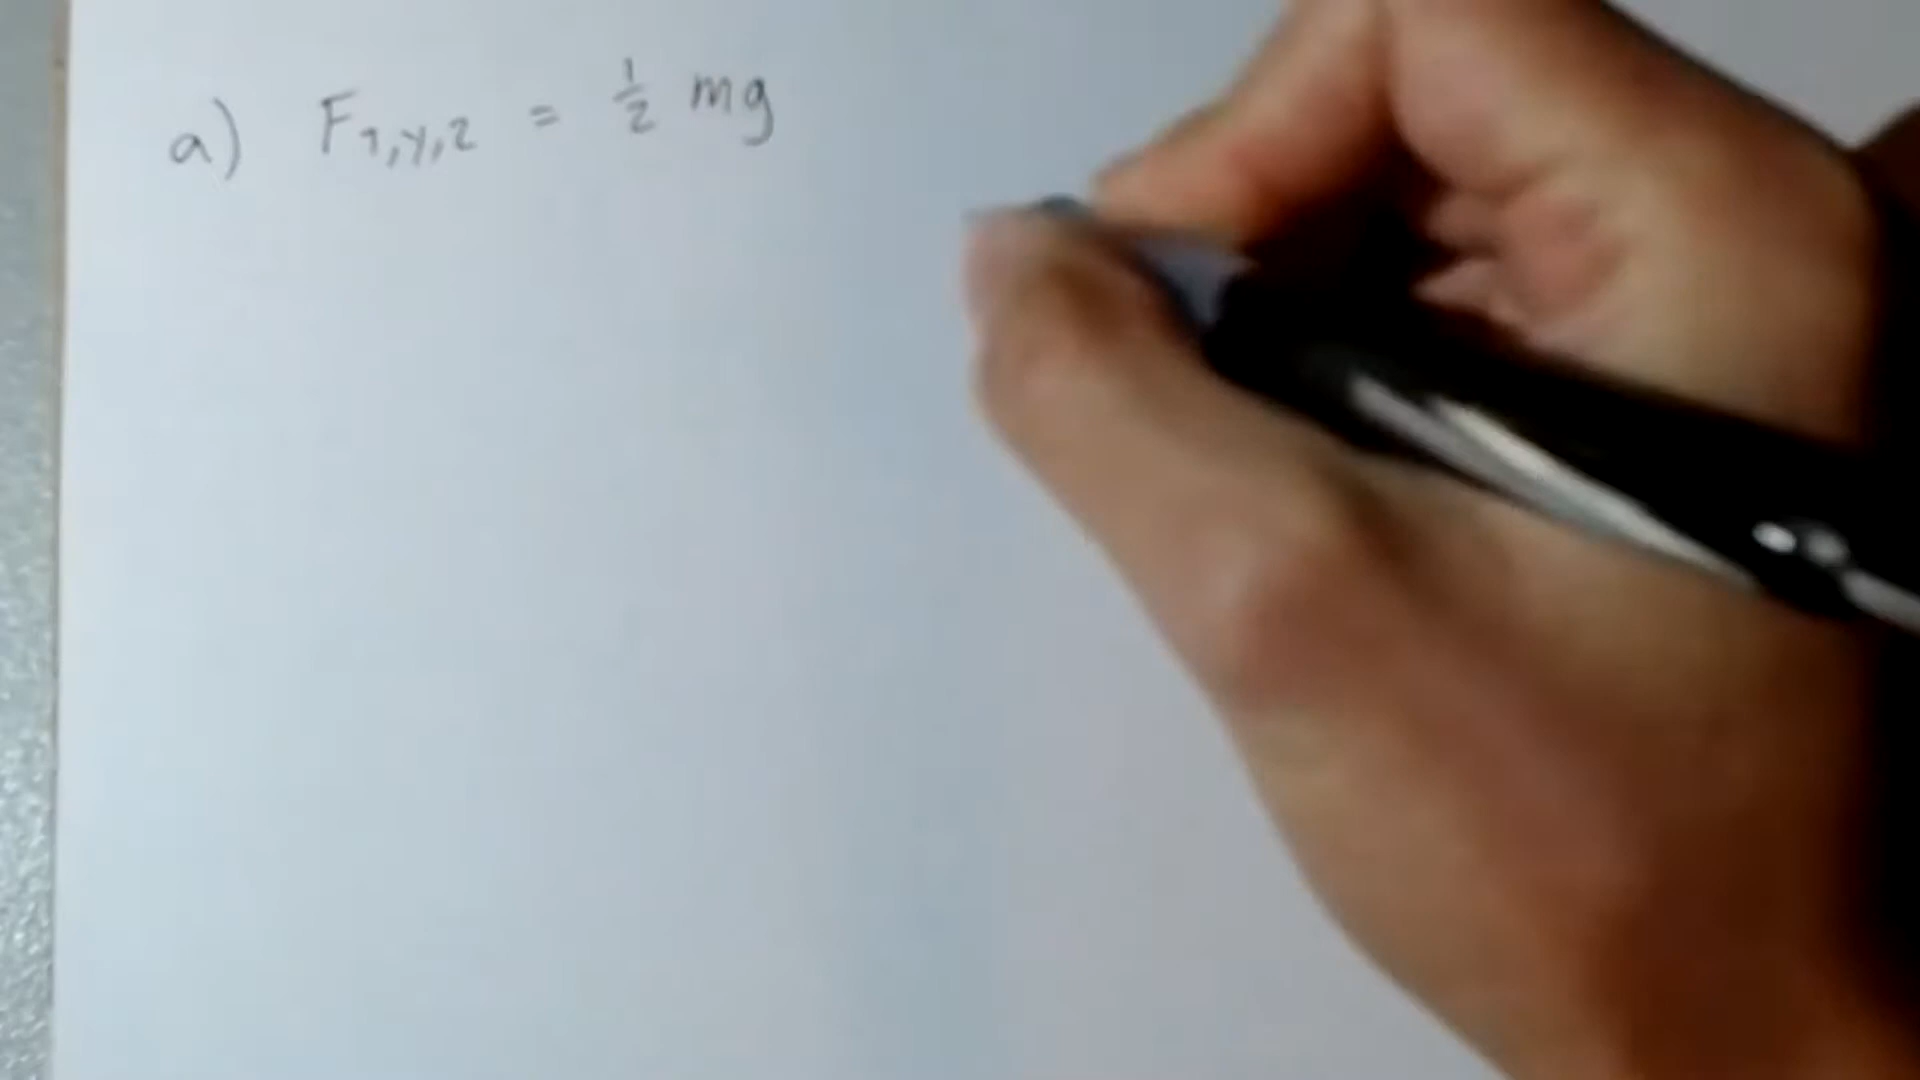 a) F₁,y,₂ = ½ mg